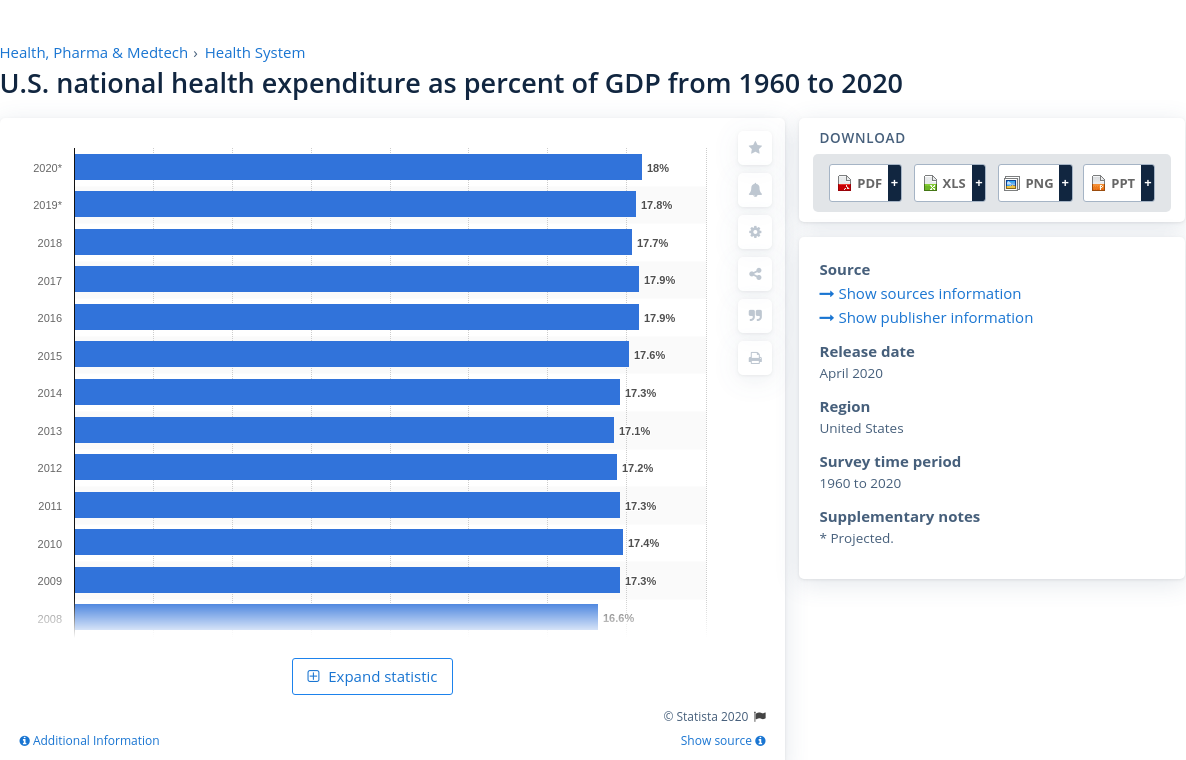 Health, Pharma & Medtech › Health System
U.S. national health expenditure as percent of GDP from 1960 to 2020
2020* 18%
2019* 17.8%
2018 17.7%
2017 17.9%
2016 17.9%
2015 17.6%
2014 17.3%
2013 17.1%
2012 17.2%
2011 17.3%
2010 17.4%
2009 17.3%
2008 16.6%
Expand statistic
© Statista 2020
Additional Information
Show source
DOWNLOAD
PDF + XLS + PNG + PPT +
Source
Show sources information
Show publisher information
Release date
April 2020
Region
United States
Survey time period
1960 to 2020
Supplementary notes
* Projected.